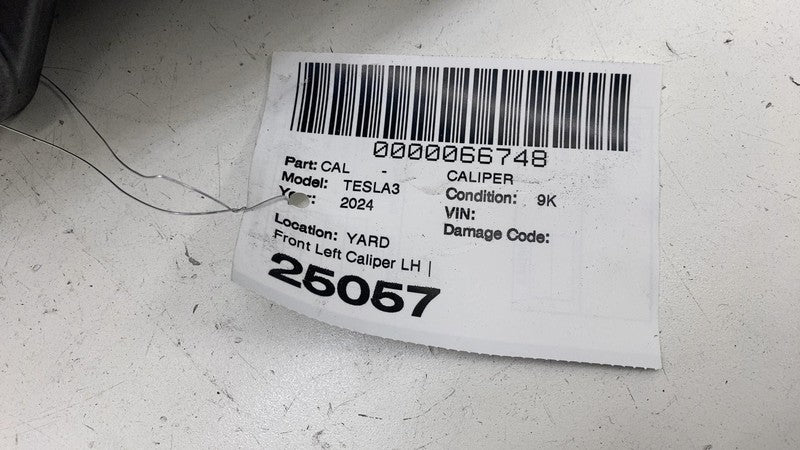 0000066748
Part: CAL - CALIPER
Model: TESLA3 Condition: 9K
Year: 2024 VIN:
Damage Code:
Location: YARD
Front Left Caliper LH |
25057